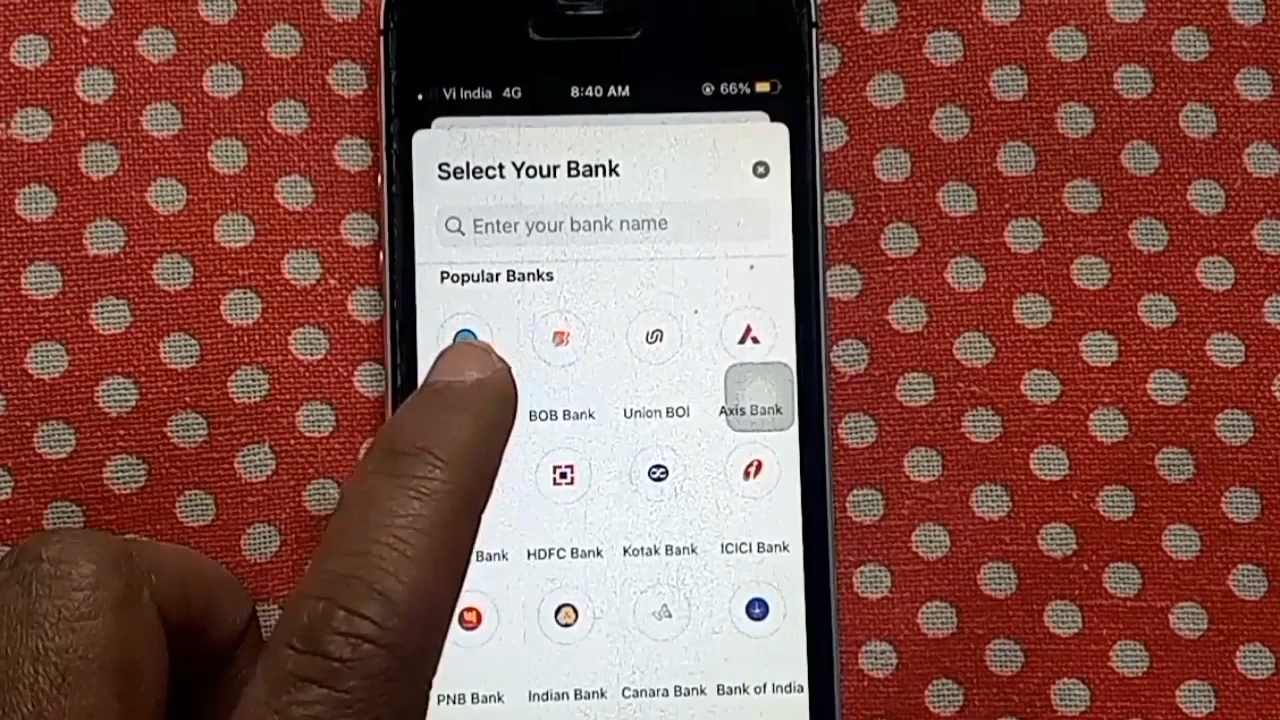 Vi India 4G 8:40 AM 66%
Select Your Bank
Enter your bank name
Popular Banks
BOB Bank Union BOI Axis Bank
Bank HDFC Bank Kotak Bank ICICI Bank
PNB Bank Indian Bank Canara Bank Bank of India